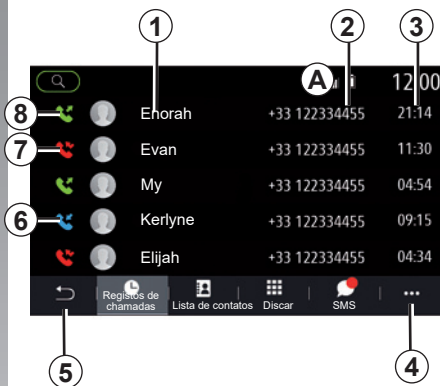 1 2 3
A 12:00
8 Enorah +33 122334455 21:14
7 Evan +33 122334455 11:30
My +33 122334455 04:54
6 Kerlyne +33 122334455 09:15
Elijah +33 122334455 04:34
Registos de chamadas Lista de contatos Discar SMS ...
5 4